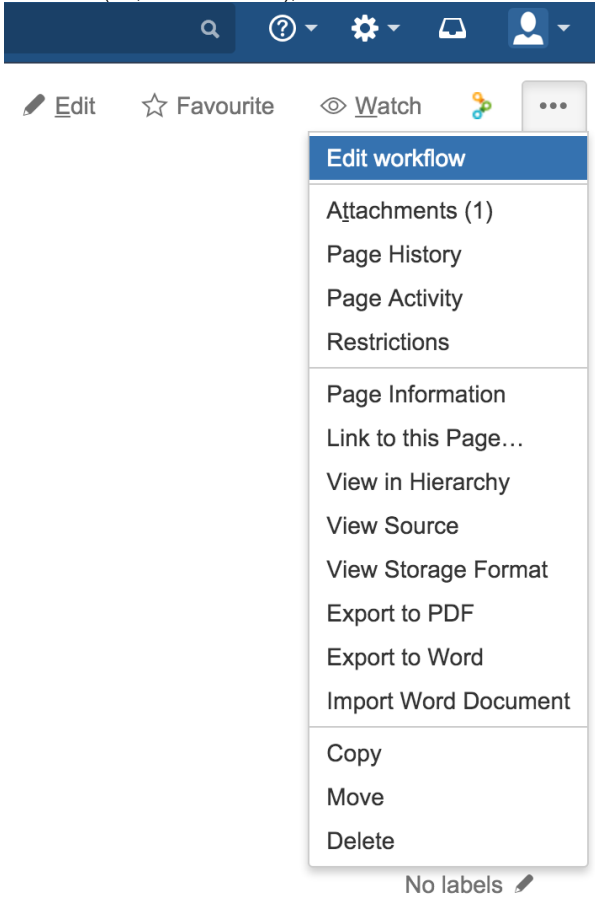 Edit Favourite Watch
Edit workflow
Attachments (1)
Page History
Page Activity
Restrictions
Page Information
Link to this Page…
View in Hierarchy
View Source
View Storage Format
Export to PDF
Export to Word
Import Word Document
Copy
Move
Delete
No labels